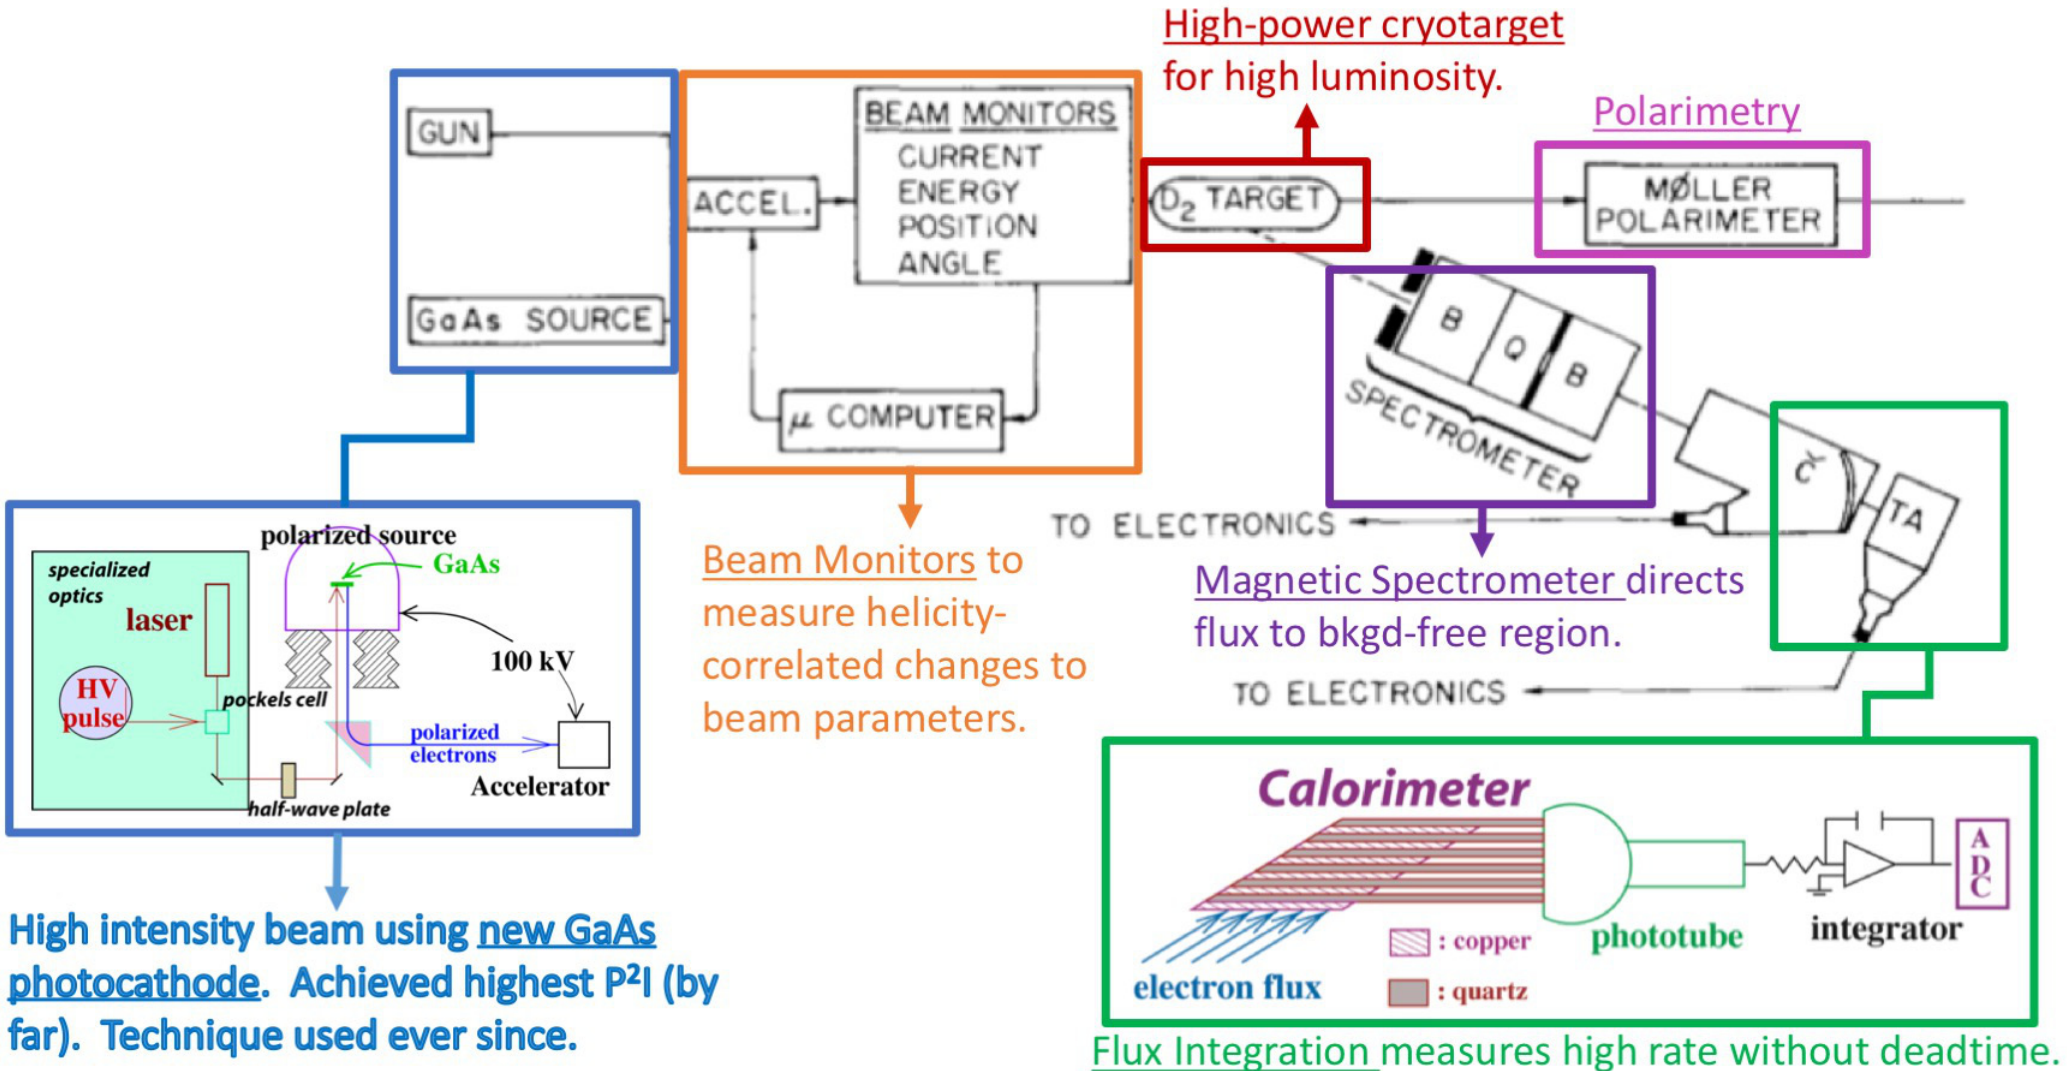 High-power cryotarget
for high luminosity.
Polarimetry
GUN
BEAM MONITORS
CURRENT
ENERGY
POSITION
ANGLE
ACCEL.
D₂ TARGET
MØLLER
POLARIMETER
GaAs SOURCE
μ COMPUTER
B
Q
B
SPECTROMETER
Č
TA
TO ELECTRONICS
TO ELECTRONICS
polarized source
GaAs
specialized
optics
laser
100 kV
HV
pulse
pockels cell
polarized
electrons
Accelerator
half-wave plate
Beam Monitors to
measure helicity-
correlated changes to
beam parameters.
Magnetic Spectrometer directs
flux to bkgd-free region.
Calorimeter
A
D
C
: copper
phototube
integrator
electron flux
: quartz
High intensity beam using new GaAs
photocathode. Achieved highest P²I (by
far). Technique used ever since.
Flux Integration measures high rate without deadtime.